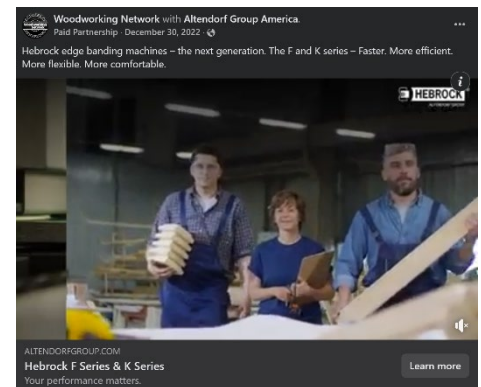 Woodworking Network with Altendorf Group America.
Paid Partnership · December 30, 2022 ·
Hebrock edge banding machines – the next generation. The F and K series – Faster. More efficient.
More flexible. More comfortable.
HEBROCK
ALTENDORF GROUP
ALTENDORFGROUP.COM
Hebrock F Series & K Series
Your performance matters.
Learn more